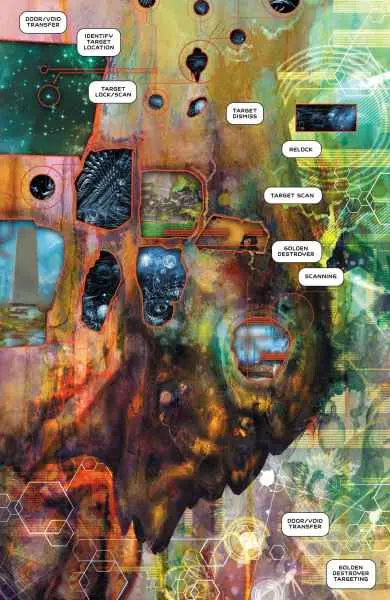 DOOR/VOID
TRANSFER
IDENTIFY
TARGET
LOCATION
TARGET
LOCK/SCAN
TARGET
DISMISS
RELOCK
TARGET SCAN
GOLDEN
DESTROYER
SCANNING
DOOR/VOID
TRANSFER
GOLDEN
DESTROYER
TARGETING